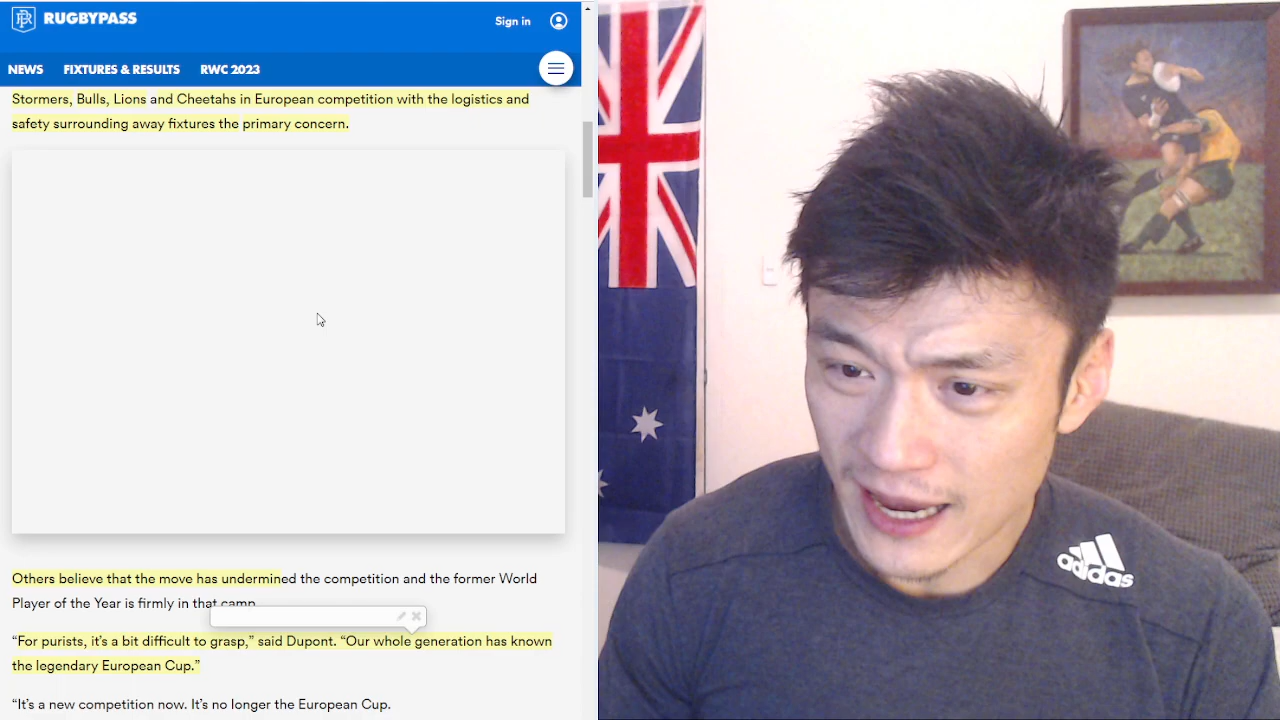 RUGBYPASS
Sign in
NEWS
FIXTURES & RESULTS
RWC 2023
Stormers, Bulls, Lions and Cheetahs in European competition with the logistics and
safety surrounding away fixtures the primary concern.
Others believe that the move has undermined the competition and the former World
Player of the Year is firmly in that camp.
“For purists, it’s a bit difficult to grasp,” said Dupont. “Our whole generation has known
the legendary European Cup.”
“It’s a new competition now. It’s no longer the European Cup.
adidas